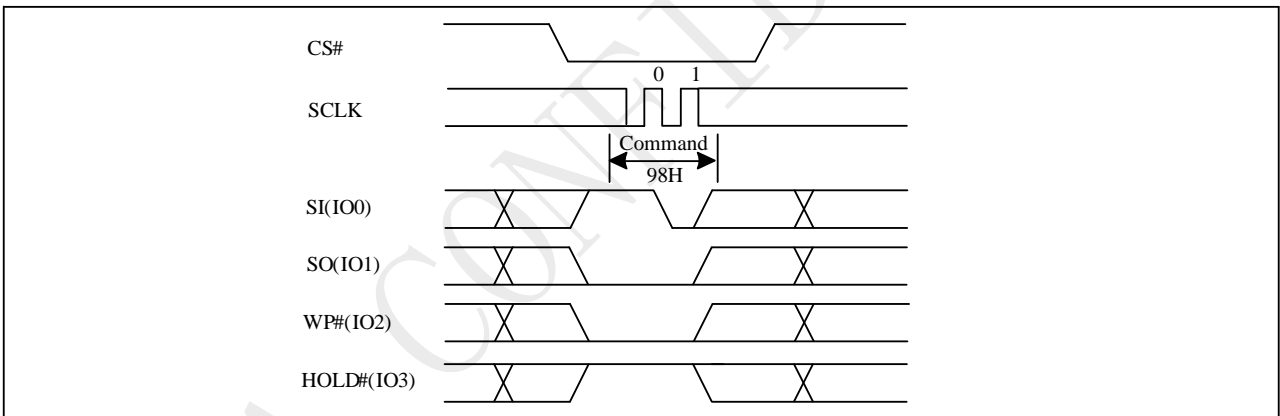 CS#
0 1
SCLK
Command
98H
SI(IO0)
SO(IO1)
WP#(IO2)
HOLD#(IO3)